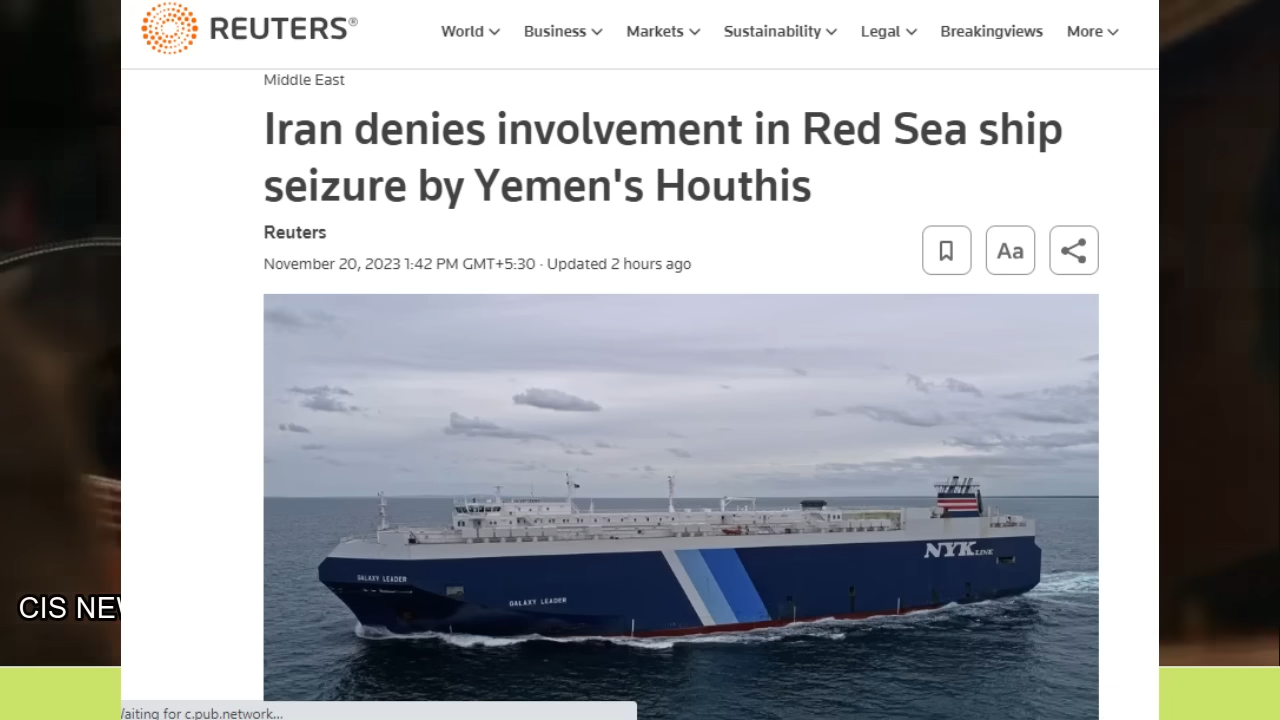 REUTERS®
World Business Markets Sustainability Legal Breakingviews More
Middle East
Iran denies involvement in Red Sea ship
seizure by Yemen's Houthis
Reuters
November 20, 2023 1:42 PM GMT+5:30 · Updated 2 hours ago
Aa
NYK LINE
GALAXY LEADER
GALAXY LEADER
CIS NEW
Waiting for c.pub.network...